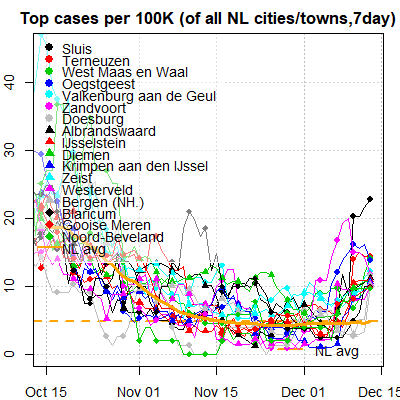 Top cases per 100K (of all NL cities/towns,7day)
Sluis
Terneuzen
West Maas en Waal
Oegstgeest
Valkenburg aan de Geul
Zandvoort
Doesburg
Albrandswaard
IJsselstein
Diemen
Krimpen aan den IJssel
Zeist
Westerveld
Bergen (NH.)
Blaricum
Gooise Meren
Noord-Beveland
NL avg
NL avg
0
10
20
30
40
Oct 15
Nov 01
Nov 15
Dec 01
Dec 15